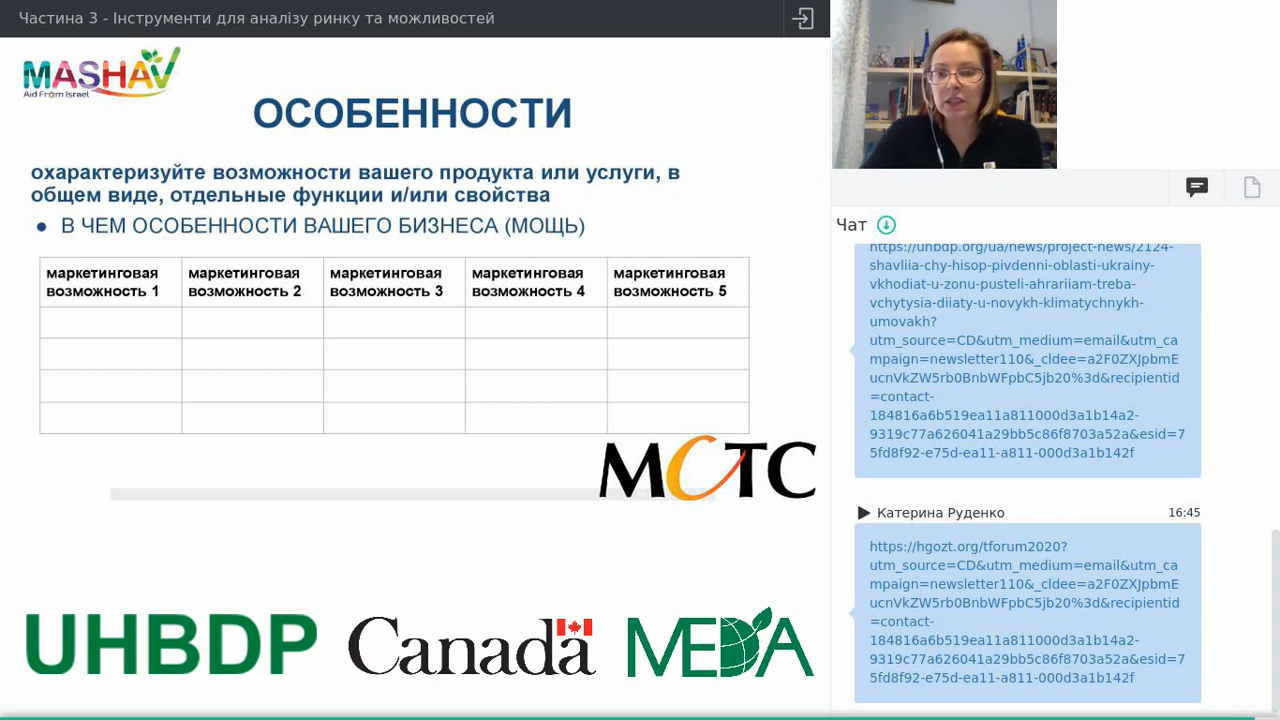 Частина 3 - Інструменти для аналізу ринку та можливостей
MASHAV
Aid From Israel
ОСОБЕННОСТИ
охарактеризуйте возможности вашего продукта или услуги, в
общем виде, отдельные функции и/или свойства
● В ЧЕМ ОСОБЕННОСТИ ВАШЕГО БИЗНЕСА (МОЩЬ)
маркетинговая возможность 1
маркетинговая возможность 2
маркетинговая возможность 3
маркетинговая возможность 4
маркетинговая возможность 5
MCTC
UHBDP
Canada
MEDA
Чат
https://uhbdp.org/ua/news/project-news/2124-
shavliia-chy-hisop-pivdenni-oblasti-ukrainy-
vkhodiat-u-zonu-pusteli-ahrariiam-treba-
vchytysia-diiaty-u-novykh-klimatychnykh-
umovakh?
utm_source=CD&utm_medium=email&utm_ca
mpaign=newsletter110&_cldee=a2F0ZXJpbmE
ucnVkZW5rb0BnbWFpbC5jb20%3d&recipientid
=contact-
184816a6b519ea11a811000d3a1b14a2-
9319c77a626041a29bb5c86f8703a52a&esid=7
5fd8f92-e75d-ea11-a811-000d3a1b142f
Катерина Руденко 16:45
https://hgozt.org/tforum2020?
utm_source=CD&utm_medium=email&utm_ca
mpaign=newsletter110&_cldee=a2F0ZXJpbmE
ucnVkZW5rb0BnbWFpbC5jb20%3d&recipientid
=contact-
184816a6b519ea11a811000d3a1b14a2-
9319c77a626041a29bb5c86f8703a52a&esid=7
5fd8f92-e75d-ea11-a811-000d3a1b142f